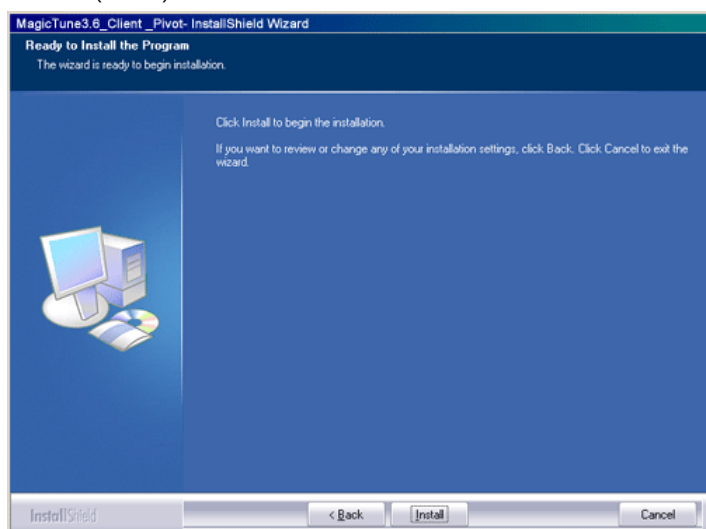 MagicTune3.6_Client _Pivot- InstallShield Wizard
Ready to Install the Program
The wizard is ready to begin installation.
Click Install to begin the installation.
If you want to review or change any of your installation settings, click Back. Click Cancel to exit the
wizard.
InstallShield
< Back
Install
Cancel